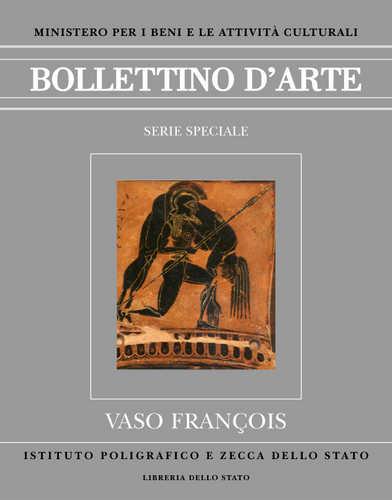 MINISTERO PER I BENI E LE ATTIVITÀ CULTURALI
BOLLETTINO D'ARTE
SERIE SPECIALE
VASO FRANÇOIS
ISTITUTO POLIGRAFICO E ZECCA DELLO STATO
LIBRERIA DELLO STATO